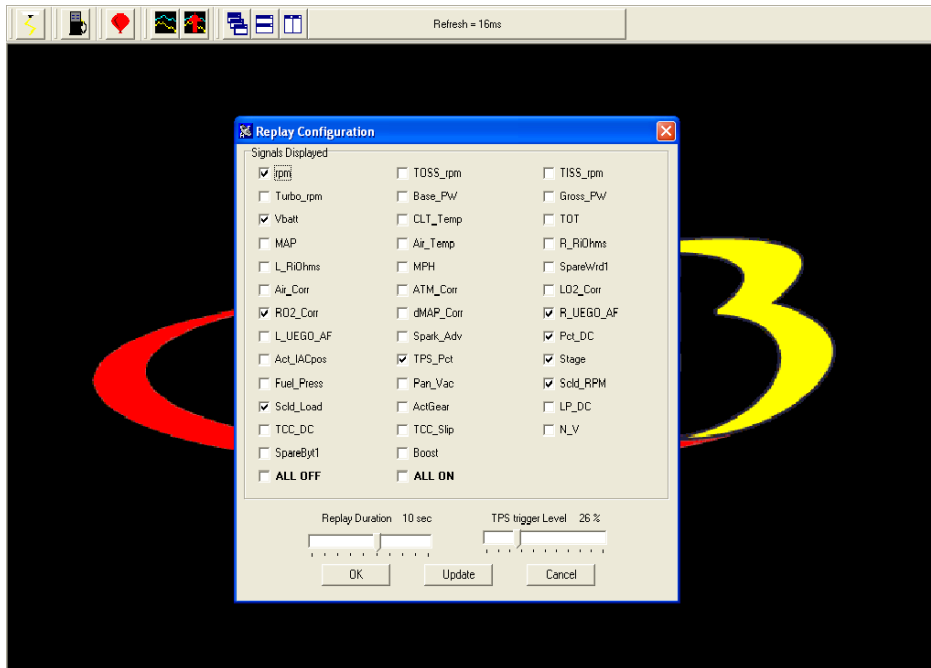 Refresh = 16ms
Replay Configuration
Signals Displayed
rpm TOSS_rpm TISS_rpm
Turbo_rpm Base_PW Gross_PW
Vbatt CLT_Temp TOT
MAP Air_Temp R_RiOhms
L_RiOhms MPH SpareWrd1
Air_Corr ATM_Corr LO2_Corr
RO2_Corr dMAP_Corr R_UEGO_AF
L_UEGO_AF Spark_Adv Pct_DC
Act_IACpos TPS_Pct Stage
Fuel_Press Pan_Vac Scld_RPM
Scld_Load ActGear LP_DC
TCC_DC TCC_Slip N_V
SpareByt1 Boost
ALL OFF ALL ON
Replay Duration 10 sec TPS trigger Level 26 %
OK Update Cancel